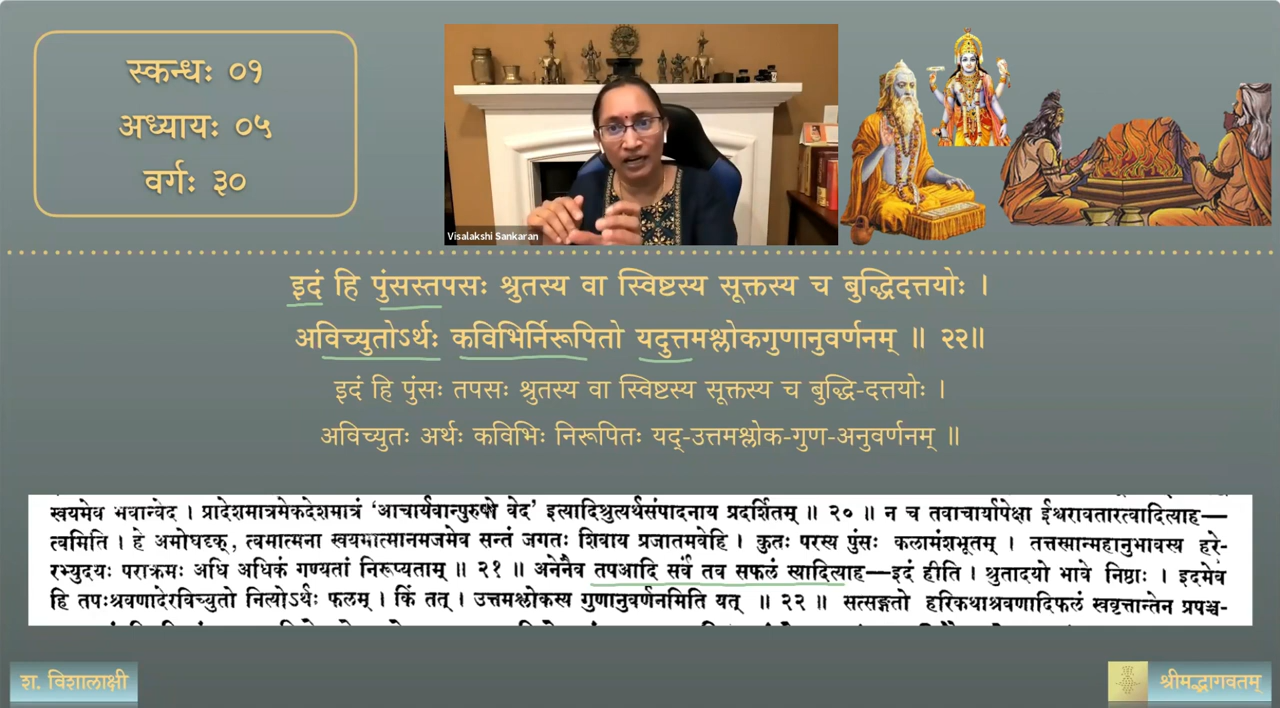 स्कन्धः ०१
अध्यायः ०५
वर्गः ३०
Visalakshi Sankaran
इदं हि पुंसस्तपसः श्रुतस्य वा स्विष्टस्य सूक्तस्य च बुद्धिदत्तयोः ।
अविच्युतोऽर्थः कविभिर्निरूपितो यदुत्तमश्लोकगुणानुवर्णनम् ॥ २२॥
इदं हि पुंसः तपसः श्रुतस्य वा स्विष्टस्य सूक्तस्य च बुद्धि-दत्तयोः ।
अविच्युतः अर्थः कविभिः निरूपितः यद्-उत्तमश्लोक-गुण-अनुवर्णनम् ॥
स्वयमेव भवान्वेद । प्रादेशमात्रमेकदेशमात्रं ‘आचार्यवान्पुरुषो वेद’ इत्यादिश्रुत्यर्थसंपादनाय प्रदर्शितम् ॥ २० ॥ न च तवाचार्यापेक्षा ईश्वरावतारत्वादित्याह—
त्वमिति । हे अमोघदृक्, त्वमात्मना स्वयमात्मानमजमेव सन्तं जगतः शिवाय प्रजातमवेहि । कुतः परस्य पुंसः कलामंशभूतम् । तत्तस्मान्महानुभावस्य हरे-
रभ्युदयः पराक्रमः अधि अधिकं गण्यतां निरूप्यताम् ॥ २१ ॥ अनेनैव तपआदि सर्वं तव सफलं स्यादित्याह—इदं हीति । श्रुतादयो भावे निष्ठाः । इदमेव
हि तपःश्रवणादेरविच्युतो नित्योऽर्थः फलम् । किं तत् । उत्तमश्लोकस्य गुणानुवर्णनमिति यत् ॥ २२ ॥ सत्सङ्गतो हरिकथाश्रवणादिफलं स्ववृत्तान्तेन प्रपञ्च-
श. विशालाक्षी
श्रीमद्भागवतम्